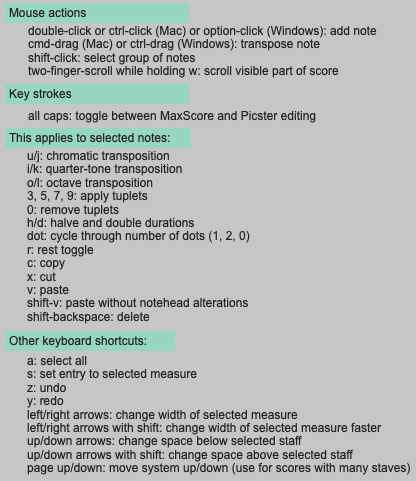 Mouse actions
double-click or ctrl-click (Mac) or option-click (Windows): add note
cmd-drag (Mac) or ctrl-drag (Windows): transpose note
shift-click: select group of notes
two-finger-scroll while holding w: scroll visible part of score
Key strokes
all caps: toggle between MaxScore and Picster editing
This applies to selected notes:
u/j: chromatic transposition
i/k: quarter-tone transposition
o/l: octave transposition
3, 5, 7, 9: apply tuplets
0: remove tuplets
h/d: halve and double durations
dot: cycle through number of dots (1, 2, 0)
r: rest toggle
c: copy
x: cut
v: paste
shift-v: paste without notehead alterations
shift-backspace: delete
Other keyboard shortcuts:
a: select all
s: set entry to selected measure
z: undo
y: redo
left/right arrows: change width of selected measure
left/right arrows with shift: change width of selected measure faster
up/down arrows: change space below selected staff
up/down arrows with shift: change space above selected staff
page up/down: move system up/down (use for scores with many staves)